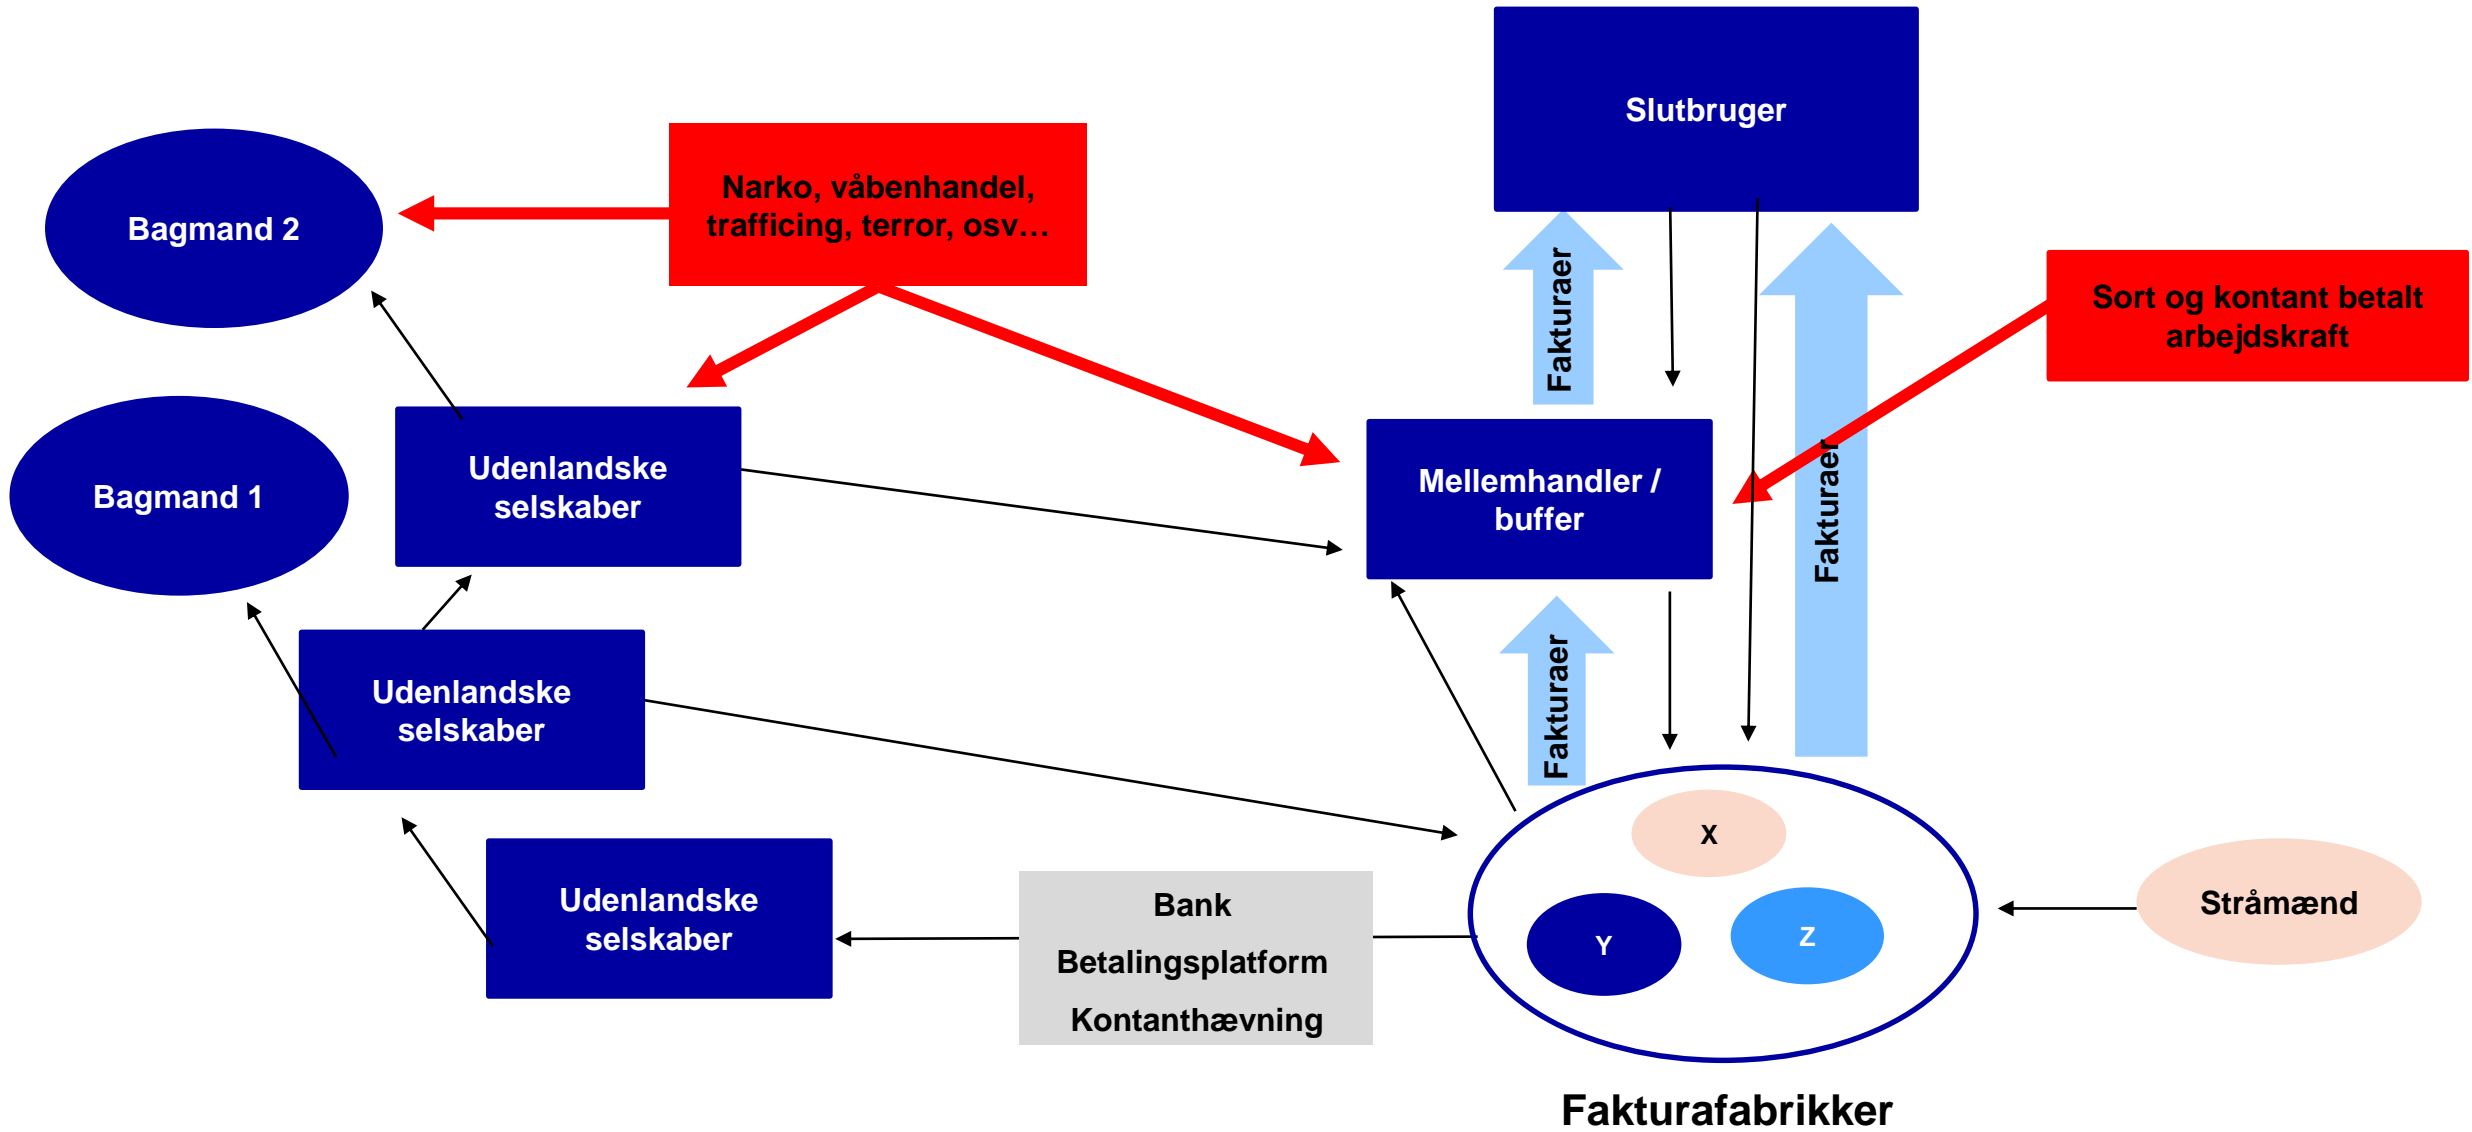 Slutbruger
Narko, våbenhandel,
trafficing, terror, osv…
Bagmand 2
Fakturaer
Sort og kontant betalt
arbejdskraft
Bagmand 1
Udenlandske
selskaber
Mellemhandler /
buffer
Fakturaer
Udenlandske
selskaber
Fakturaer
X
Udenlandske
selskaber
Bank
Betalingsplatform
Kontanthævning
Y
Z
Stråmænd
Fakturafabrikker